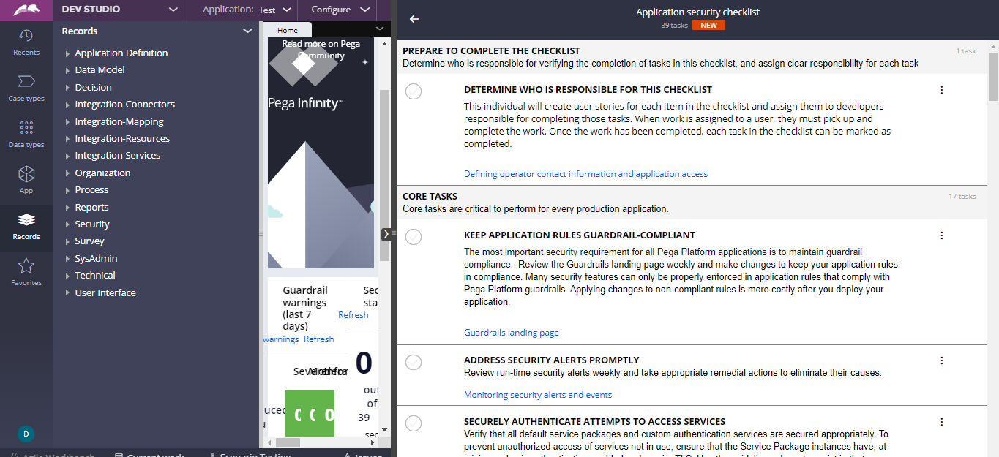 DEV STUDIO
Application: Test
Configure
Recents
Case types
Data types
App
Records
Favorites
D
Records
Application Definition
Data Model
Decision
Integration-Connectors
Integration-Mapping
Integration-Resources
Integration-Services
Organization
Process
Reports
Security
Survey
SysAdmin
Technical
User Interface
Home
Read more on Pega
Community
Pega Infinity™
Guardrail
warnings
(last 7
days)
warnings Refresh
Refresh
0
out
of
39
0
Current work
Scenario Testing
Issues
Application security checklist
39 tasks NEW
PREPARE TO COMPLETE THE CHECKLIST
1 task
Determine who is responsible for verifying the completion of tasks in this checklist, and assign clear responsibility for each task
DETERMINE WHO IS RESPONSIBLE FOR THIS CHECKLIST
This individual will create user stories for each item in the checklist and assign them to developers
responsible for completing those tasks. When work is assigned to a user, they must pick up and
complete the work. Once the work has been completed, each task in the checklist can be marked as
completed.
Defining operator contact information and application access
CORE TASKS
17 tasks
Core tasks are critical to perform for every production application.
KEEP APPLICATION RULES GUARDRAIL-COMPLIANT
The most important security requirement for all Pega Platform applications is to maintain guardrail
compliance. Review the Guardrails landing page weekly and make changes to keep your application rules
in compliance. Many security features can only be properly enforced in application rules that comply with
Pega Platform guardrails. Applying changes to non-compliant rules is more costly after you deploy your
application.
Guardrails landing page
ADDRESS SECURITY ALERTS PROMPTLY
Review run-time security alerts weekly and take appropriate remedial actions to eliminate their causes.
Monitoring security alerts and events
SECURELY AUTHENTICATE ATTEMPTS TO ACCESS SERVICES
Verify that all default service packages and custom authentication services are secured appropriately. To
prevent unauthorized access of services not in use, ensure that the Service Package instances have, at